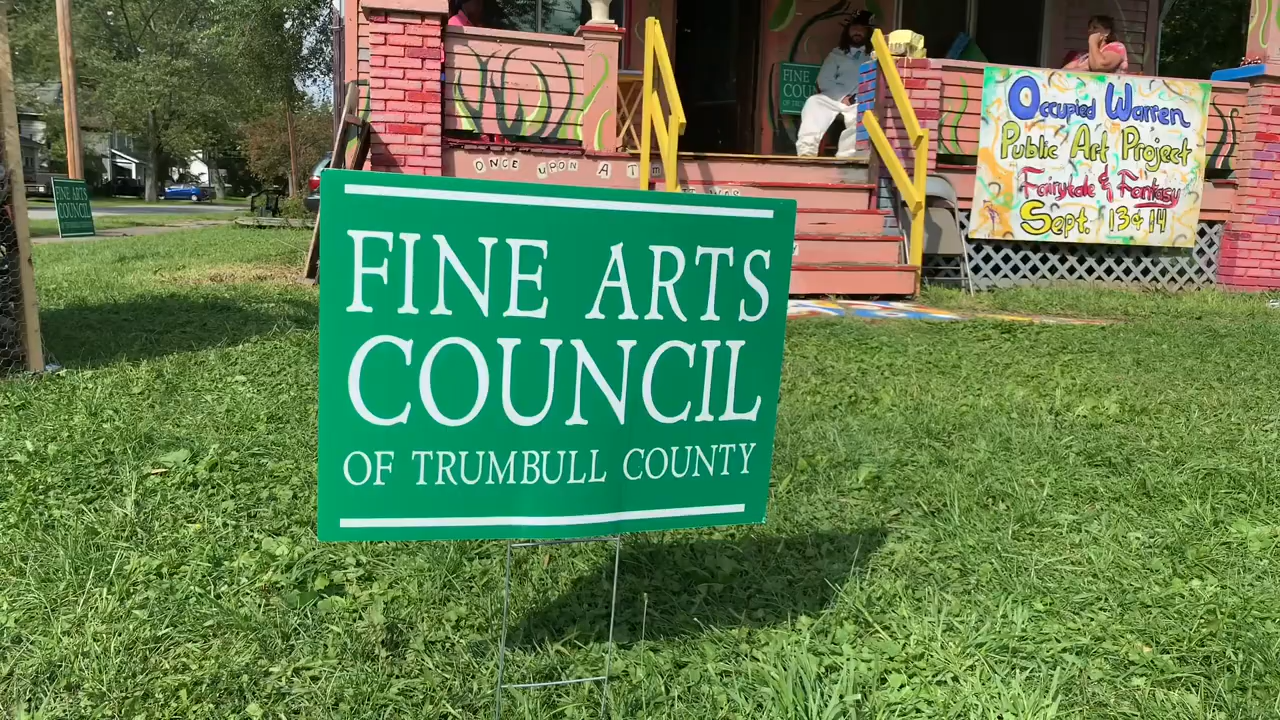 FINE ARTS
COUNCIL
OF TRUMBULL COUNTY
Occupied Warren
Public Art Project
Fairytale & Fantasy
Sept. 13 & 14
ONCE UPON A
FINE ARTS
COUNCIL
FINE